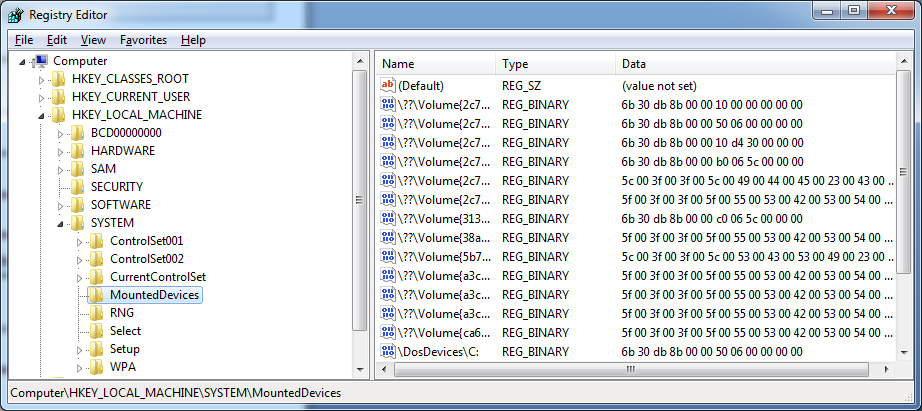 Registry Editor
File Edit View Favorites Help
Computer
HKEY_CLASSES_ROOT
HKEY_CURRENT_USER
HKEY_LOCAL_MACHINE
BCD00000000
HARDWARE
SAM
SECURITY
SOFTWARE
SYSTEM
ControlSet001
ControlSet002
CurrentControlSet
MountedDevices
RNG
Select
Setup
WPA
Name Type Data
(Default) REG_SZ (value not set)
\??\Volume{2c7... REG_BINARY 6b 30 db 8b 00 00 10 00 00 00 00 00
\??\Volume{2c7... REG_BINARY 6b 30 db 8b 00 00 50 06 00 00 00 00
\??\Volume{2c7... REG_BINARY 6b 30 db 8b 00 00 10 d4 30 00 00 00
\??\Volume{2c7... REG_BINARY 6b 30 db 8b 00 00 b0 06 5c 00 00 00
\??\Volume{2c7... REG_BINARY 5c 00 3f 00 3f 00 5c 00 49 00 44 00 45 00 23 00 43 00 ...
\??\Volume{2c7... REG_BINARY 5f 00 3f 00 3f 00 5f 00 55 00 53 00 42 00 53 00 54 00 ...
\??\Volume{313... REG_BINARY 6b 30 db 8b 00 00 c0 06 5c 00 00 00
\??\Volume{38a... REG_BINARY 5f 00 3f 00 3f 00 5f 00 55 00 53 00 42 00 53 00 54 00 ...
\??\Volume{5b7... REG_BINARY 5c 00 3f 00 3f 00 5c 00 53 00 43 00 53 00 49 00 23 00 ...
\??\Volume{a3c... REG_BINARY 5f 00 3f 00 3f 00 5f 00 55 00 53 00 42 00 53 00 54 00 ...
\??\Volume{a3c... REG_BINARY 5f 00 3f 00 3f 00 5f 00 55 00 53 00 42 00 53 00 54 00 ...
\??\Volume{a3c... REG_BINARY 5f 00 3f 00 3f 00 5f 00 55 00 53 00 42 00 53 00 54 00 ...
\??\Volume{ca6... REG_BINARY 5f 00 3f 00 3f 00 5f 00 55 00 53 00 42 00 53 00 54 00 ...
\DosDevices\C: REG_BINARY 6b 30 db 8b 00 00 50 06 00 00 00 00
Computer\HKEY_LOCAL_MACHINE\SYSTEM\MountedDevices